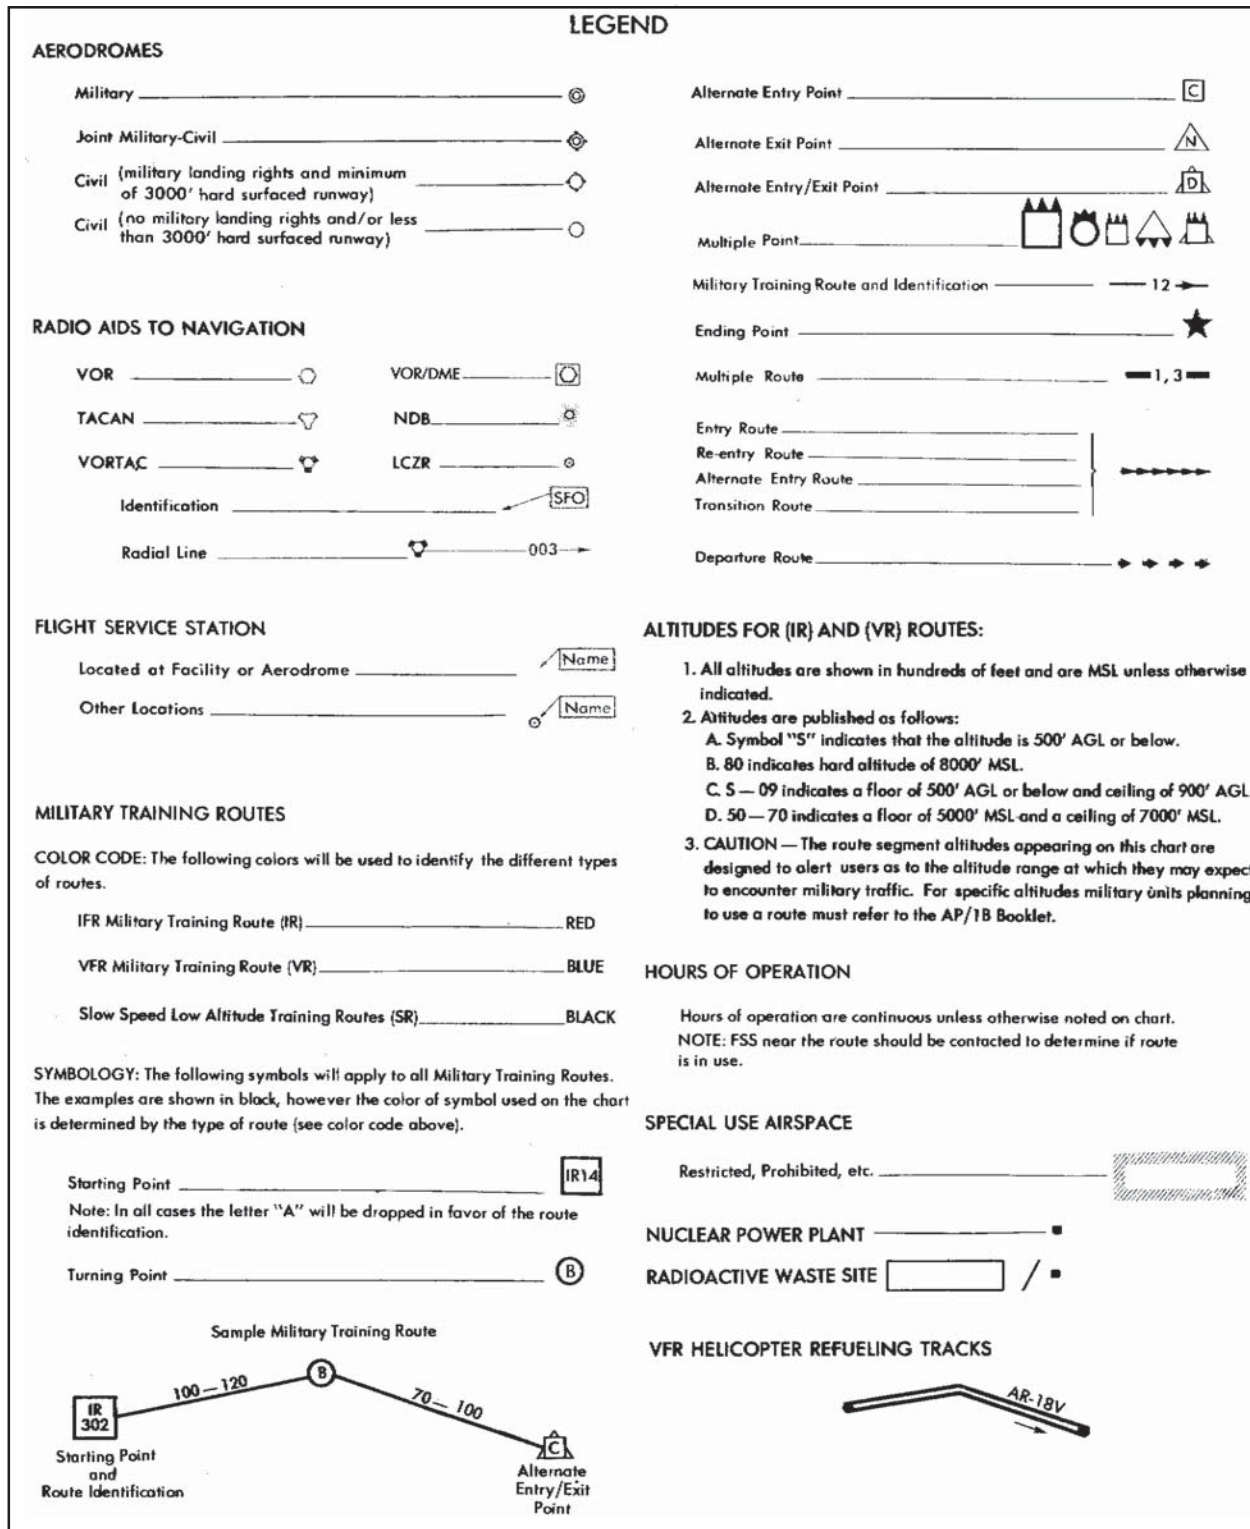 LEGEND
AERODROMES
Military
Joint Military-Civil
Civil (military landing rights and minimum
of 3000' hard surfaced runway)
Civil (no military landing rights and/or less
than 3000' hard surfaced runway)
RADIO AIDS TO NAVIGATION
VOR
VOR/DME
TACAN
NDB
VORTAC
LCZR
Identification
SFO
Radial Line
003
FLIGHT SERVICE STATION
Located at Facility or Aerodrome
Name
Other Locations
Name
MILITARY TRAINING ROUTES
COLOR CODE: The following colors will be used to identify the different types
of routes.
IFR Military Training Route (IR) RED
VFR Military Training Route (VR) BLUE
Slow Speed Low Altitude Training Routes (SR) BLACK
SYMBOLOGY: The following symbols will apply to all Military Training Routes.
The examples are shown in black, however the color of symbol used on the chart
is determined by the type of route (see color code above).
Starting Point
IR14
Note: In all cases the letter "A" will be dropped in favor of the route
identification.
Turning Point
B
Sample Military Training Route
100 — 120
B
70 — 100
IR
302
C
Starting Point
and
Route Identification
Alternate
Entry/Exit
Point
Alternate Entry Point
C
Alternate Exit Point
N
Alternate Entry/Exit Point
D
Multiple Point
Military Training Route and Identification
12
Ending Point
Multiple Route
1, 3
Entry Route
Re-entry Route
Alternate Entry Route
Transition Route
Departure Route
ALTITUDES FOR (IR) AND (VR) ROUTES:
1. All altitudes are shown in hundreds of feet and are MSL unless otherwise
indicated.
2. Altitudes are published as follows:
A. Symbol "S" indicates that the altitude is 500' AGL or below.
B. 80 indicates hard altitude of 8000' MSL.
C. S — 09 indicates a floor of 500' AGL or below and ceiling of 900' AGL
D. 50 — 70 indicates a floor of 5000' MSL and a ceiling of 7000' MSL.
3. CAUTION — The route segment altitudes appearing on this chart are
designed to alert users as to the altitude range at which they may expect
to encounter military traffic. For specific altitudes military units planning
to use a route must refer to the AP/1B Booklet.
HOURS OF OPERATION
Hours of operation are continuous unless otherwise noted on chart.
NOTE: FSS near the route should be contacted to determine if route
is in use.
SPECIAL USE AIRSPACE
Restricted, Prohibited, etc.
NUCLEAR POWER PLANT
RADIOACTIVE WASTE SITE /
VFR HELICOPTER REFUELING TRACKS
AR-18V